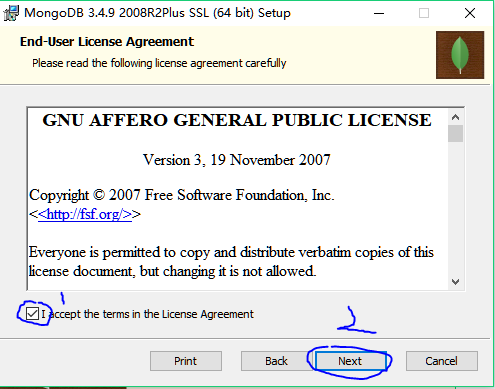 MongoDB 3.4.9 2008R2Plus SSL (64 bit) Setup
End-User License Agreement
Please read the following license agreement carefully
GNU AFFERO GENERAL PUBLIC LICENSE
Version 3, 19 November 2007
Copyright © 2007 Free Software Foundation, Inc.
<<http://fsf.org/>>
Everyone is permitted to copy and distribute verbatim copies of this
license document, but changing it is not allowed.
1
I accept the terms in the License Agreement
2
Print Back Next Cancel